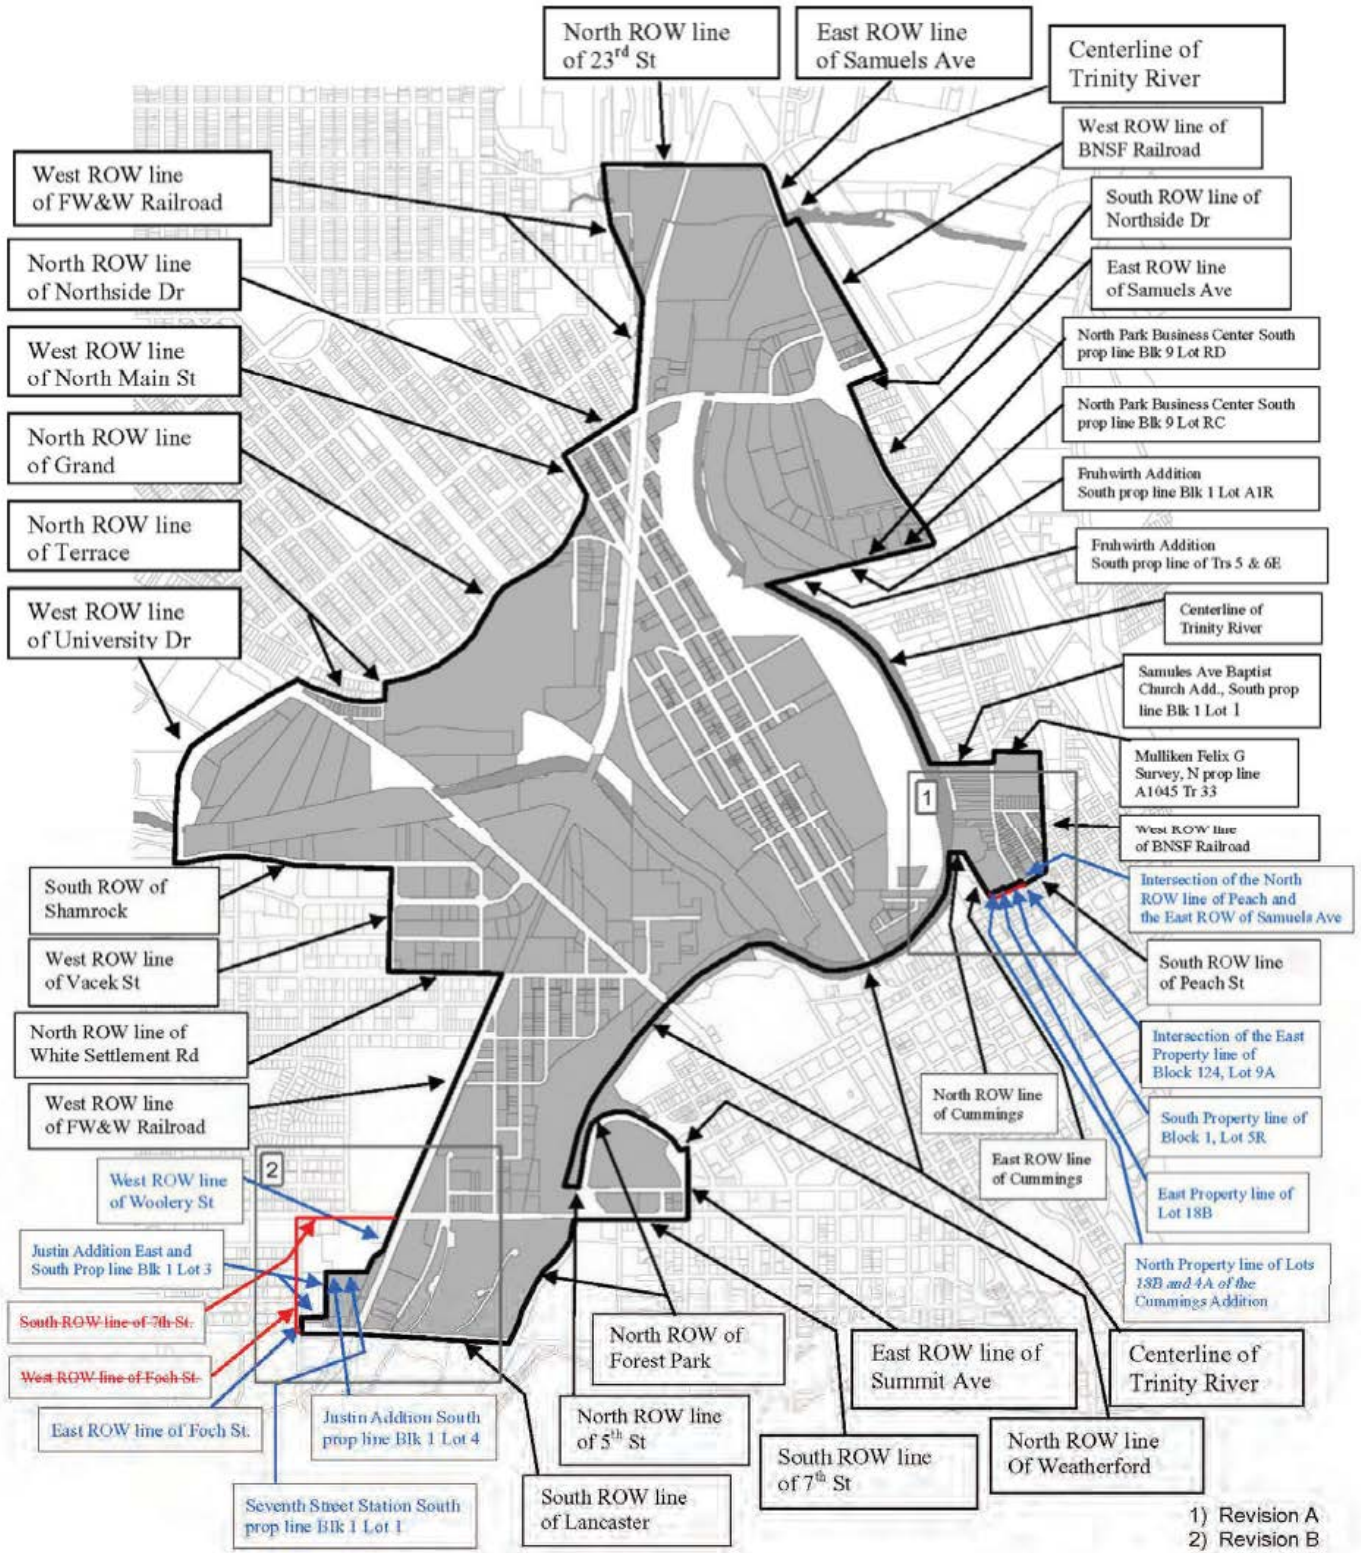 North ROW line
of 23rd St
East ROW line
of Samuels Ave
Centerline of
Trinity River
West ROW line of
BNSF Railroad
West ROW line
of FW&W Railroad
South ROW line of
Northside Dr
North ROW line
of Northside Dr
East ROW line
of Samuels Ave
North Park Business Center South
prop line Blk 9 Lot RD
West ROW line
of North Main St
North Park Business Center South
prop line Blk 9 Lot RC
North ROW line
of Grand
Fruhwirth Addition
South prop line Blk 1 Lot A1R
North ROW line
of Terrace
Fruhwirth Addition
South prop line of Trs 5 & 6E
West ROW line
of University Dr
Centerline of
Trinity River
Samules Ave Baptist
Church Add., South prop
line Blk 1 Lot 1
Mulliken Felix G
Survey, N prop line
A1045 Tr 33
1
West ROW line
of BNSF Railroad
South ROW of
Shamrock
Intersection of the North
ROW line of Peach and
the East ROW of Samuels Ave
West ROW line
of Vacek St
South ROW line
of Peach St
North ROW line of
White Settlement Rd
Intersection of the East
Property line of
Block 124, Lot 9A
West ROW line
of FW&W Railroad
North ROW line
of Cummings
South Property line of
Block 1, Lot 5R
East ROW line
of Cummings
2
West ROW line
of Woolery St
East Property line of
Lot 18B
Justin Addition East and
South Prop line Blk 1 Lot 3
North Property line of Lots
18B and 4A of the
Cummings Addition
South ROW line of 7th St.
West ROW line of Foch St.
North ROW of
Forest Park
East ROW line of
Summit Ave
Centerline of
Trinity River
East ROW line of Foch St.
Justin Addtion South
prop line Blk 1 Lot 4
North ROW line
of 5th St
South ROW line
of 7th St
North ROW line
Of Weatherford
Seventh Street Station South
prop line Blk 1 Lot 1
South ROW line
of Lancaster
1) Revision A
2) Revision B